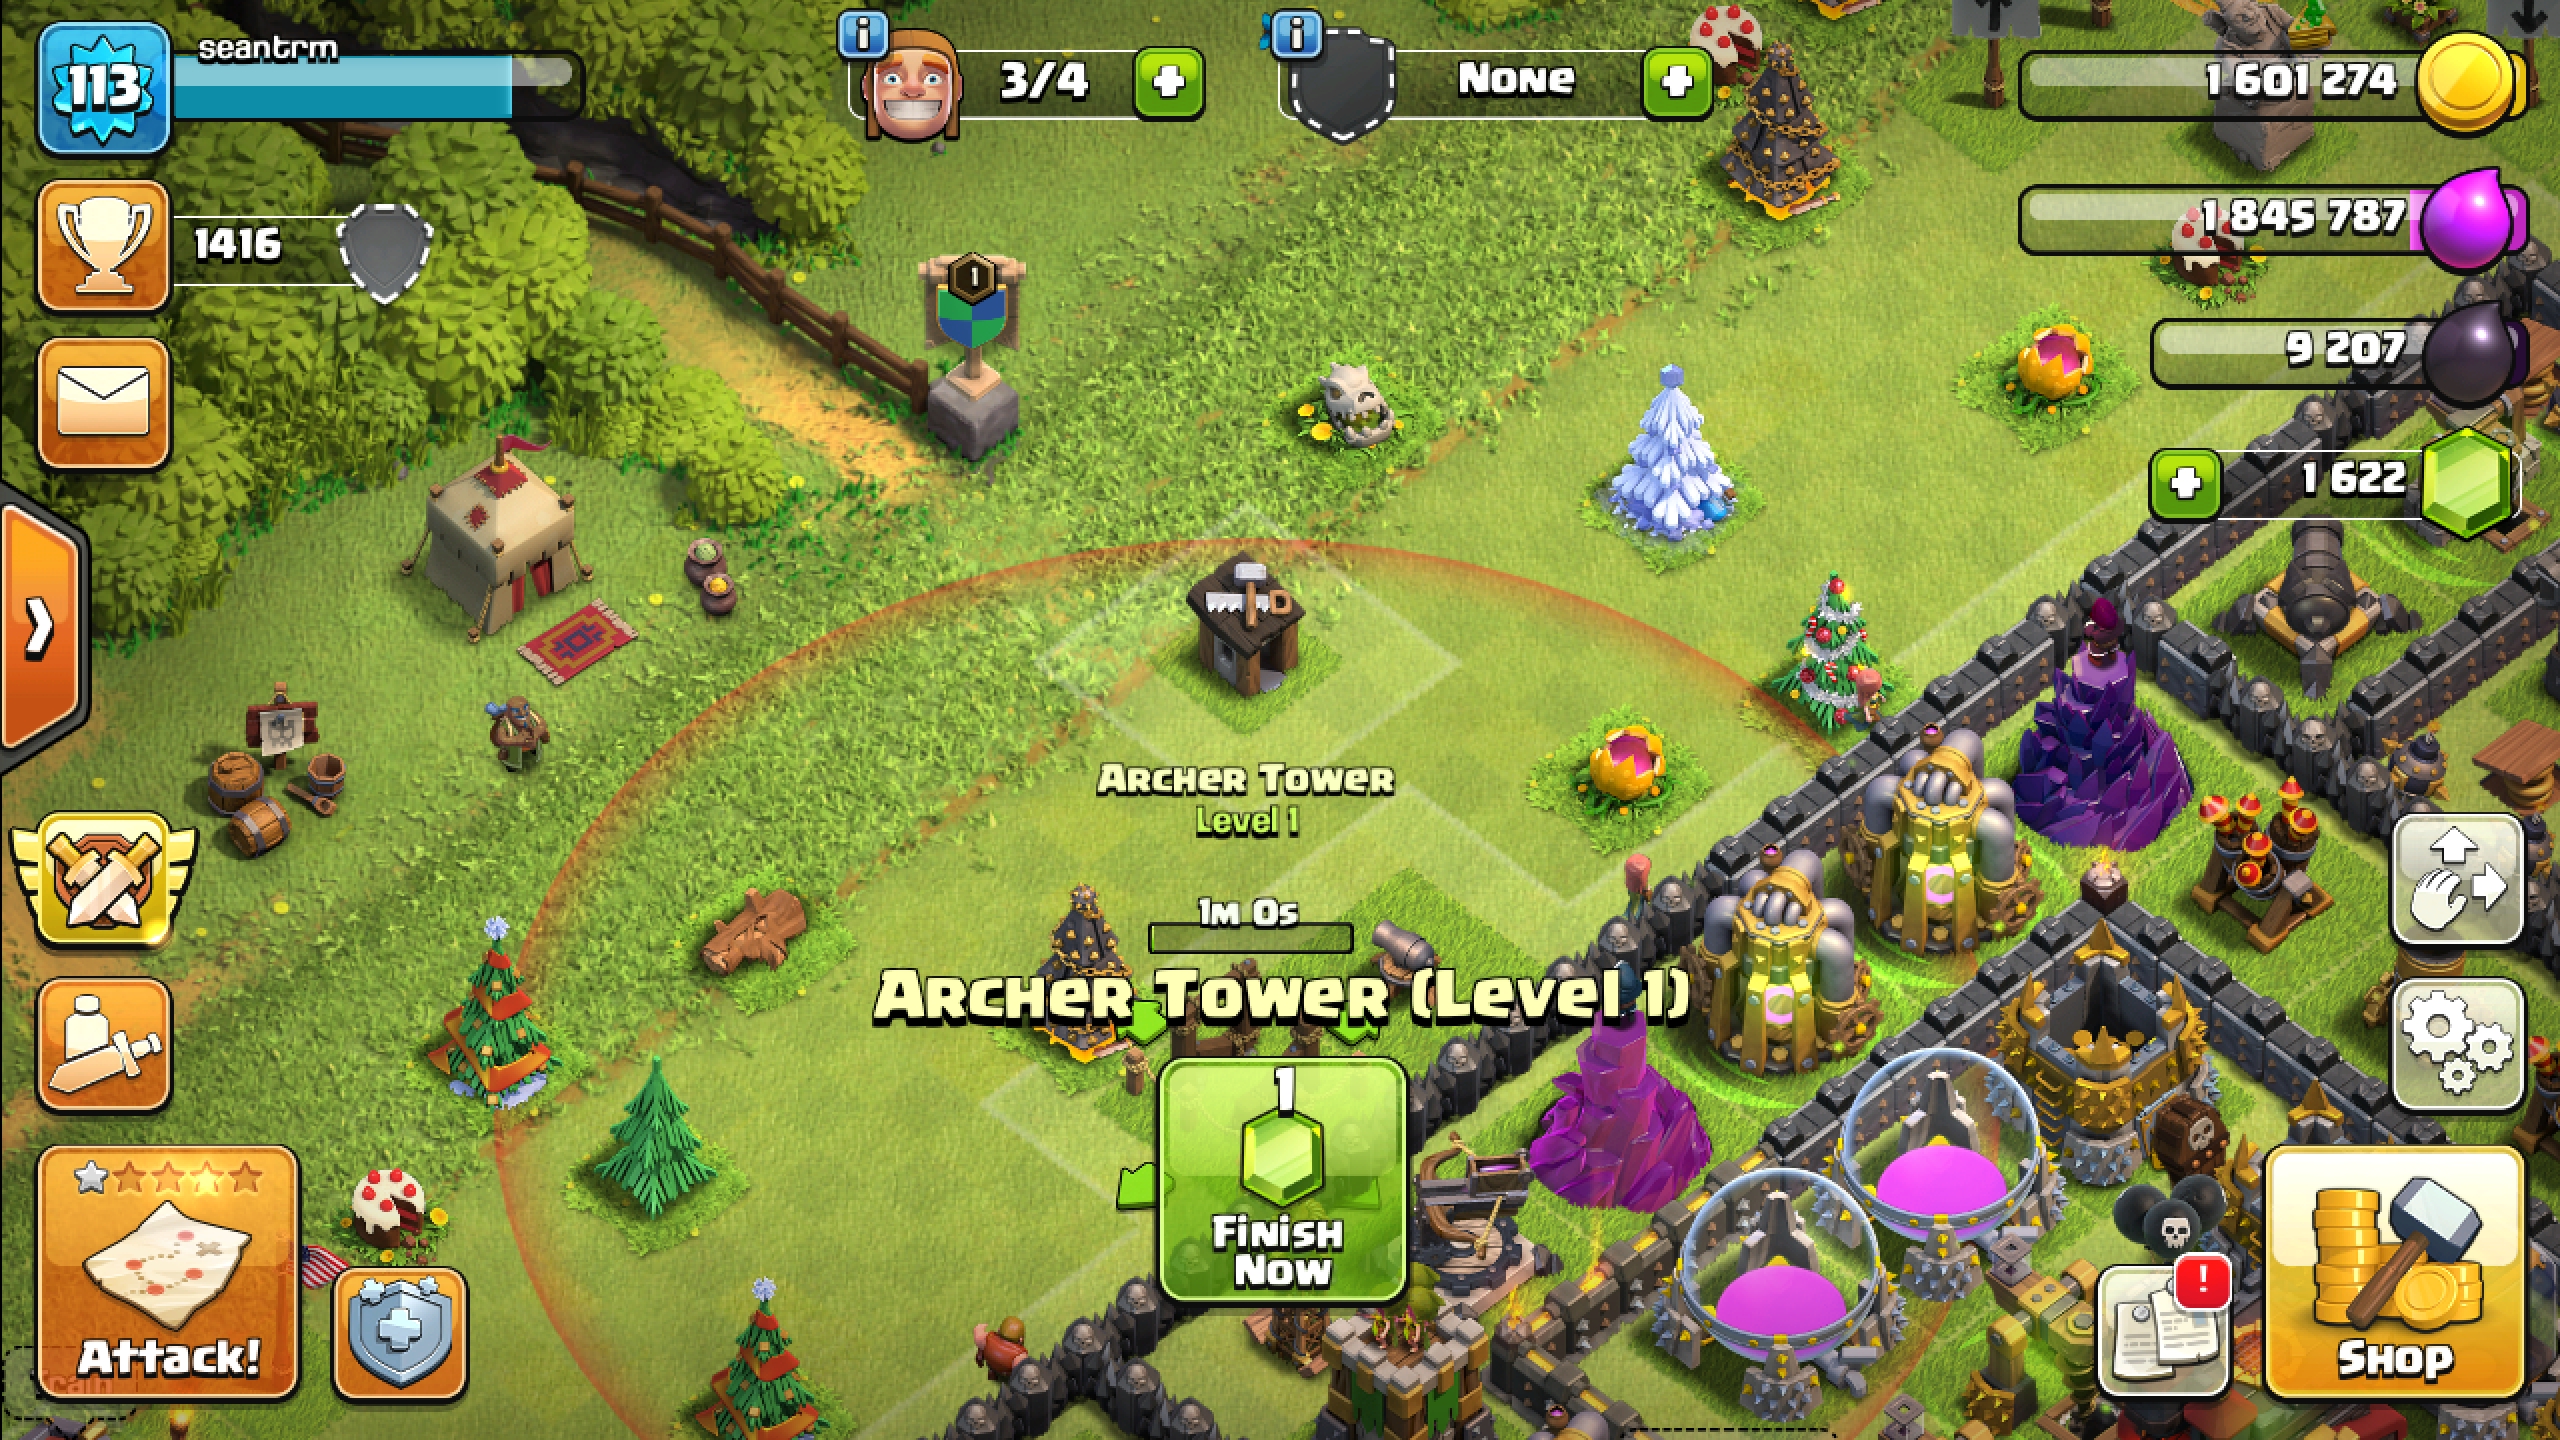 113
seantrm
i
3/4
i
None
1 601 274
1416
1 845 787
9 207
1 622
1
Archer Tower
Level 1
1m 0s
Archer Tower (Level 1)
1
Finish
Now
Attack!
!
Shop